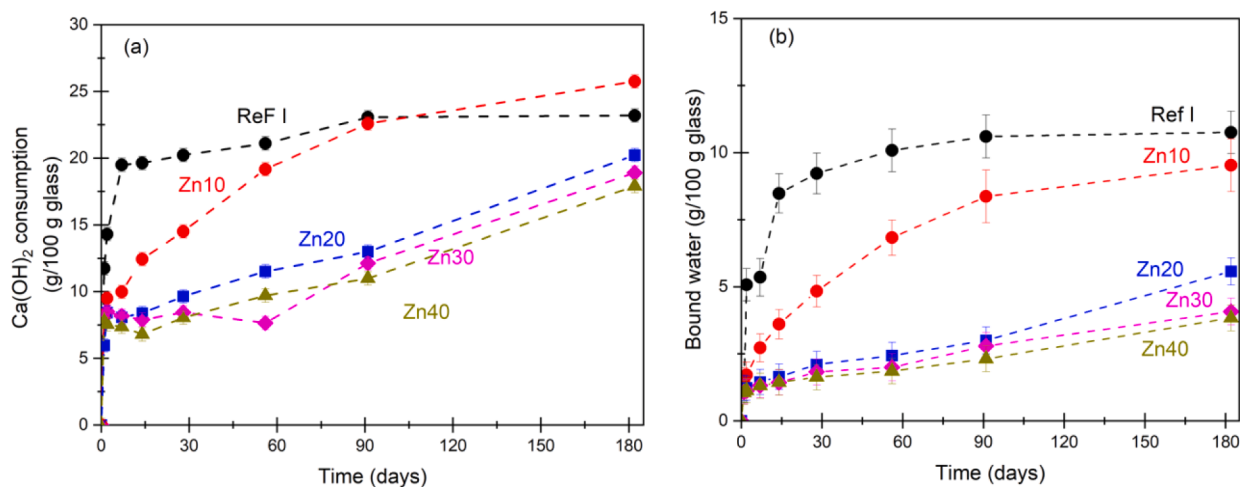 (a)
ReF I
Zn10
Zn20
Zn30
Zn40
Ca(OH)₂ consumption
(g/100 g glass)
30
25
20
15
10
5
0
0 30 60 90 120 150 180
Time (days)
(b)
Ref I
Zn10
Zn20
Zn30
Zn40
Bound water (g/100 g glass)
15
10
5
0
0 30 60 90 120 150 180
Time (days)